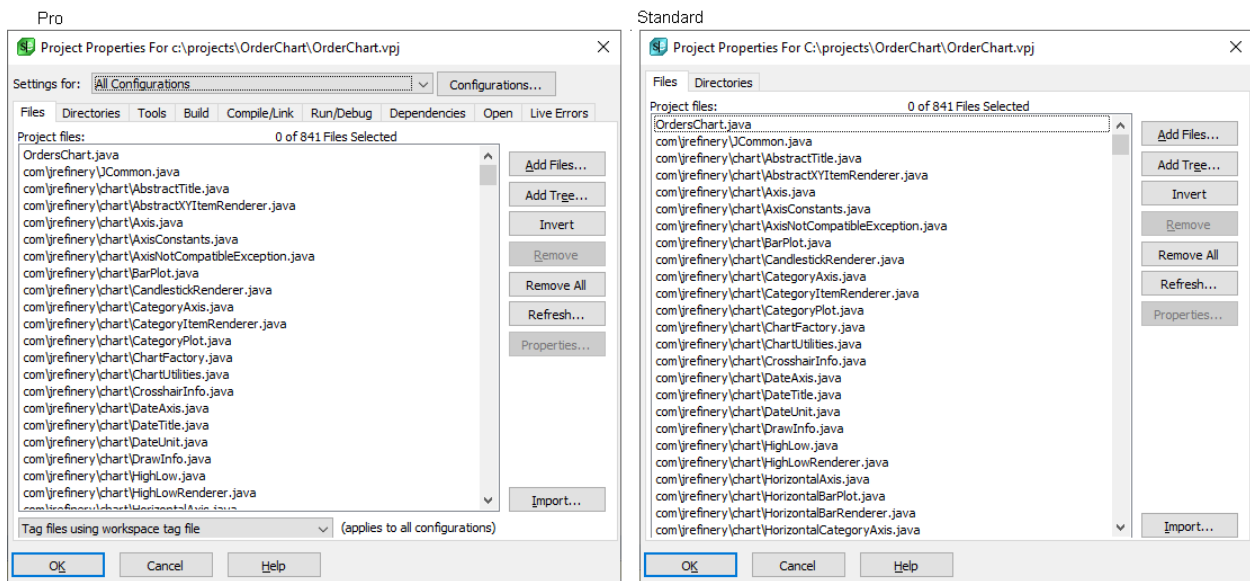 Pro
Project Properties For c:\projects\OrderChart\OrderChart.vpj
Settings for: All Configurations Configurations...
Files Directories Tools Build Compile/Link Run/Debug Dependencies Open Live Errors
Project files: 0 of 841 Files Selected
OrdersChart.java
com\jrefinery\JCommon.java
com\jrefinery\chart\AbstractTitle.java
com\jrefinery\chart\AbstractXYItemRenderer.java
com\jrefinery\chart\Axis.java
com\jrefinery\chart\AxisConstants.java
com\jrefinery\chart\AxisNotCompatibleException.java
com\jrefinery\chart\BarPlot.java
com\jrefinery\chart\CandlestickRenderer.java
com\jrefinery\chart\CategoryAxis.java
com\jrefinery\chart\CategoryItemRenderer.java
com\jrefinery\chart\CategoryPlot.java
com\jrefinery\chart\ChartFactory.java
com\jrefinery\chart\ChartUtilities.java
com\jrefinery\chart\CrosshairInfo.java
com\jrefinery\chart\DateAxis.java
com\jrefinery\chart\DateTitle.java
com\jrefinery\chart\DateUnit.java
com\jrefinery\chart\DrawInfo.java
com\jrefinery\chart\HighLow.java
com\jrefinery\chart\HighLowRenderer.java
com\jrefinery\chart\HorizontalAxis.java
Add Files...
Add Tree...
Invert
Remove
Remove All
Refresh...
Properties...
Import...
Tag files using workspace tag file (applies to all configurations)
OK Cancel Help
Standard
Project Properties For C:\projects\OrderChart\OrderChart.vpj
Files Directories
Project files: 0 of 841 Files Selected
OrdersChart.java
com\jrefinery\JCommon.java
com\jrefinery\chart\AbstractTitle.java
com\jrefinery\chart\AbstractXYItemRenderer.java
com\jrefinery\chart\Axis.java
com\jrefinery\chart\AxisConstants.java
com\jrefinery\chart\AxisNotCompatibleException.java
com\jrefinery\chart\BarPlot.java
com\jrefinery\chart\CandlestickRenderer.java
com\jrefinery\chart\CategoryAxis.java
com\jrefinery\chart\CategoryItemRenderer.java
com\jrefinery\chart\CategoryPlot.java
com\jrefinery\chart\ChartFactory.java
com\jrefinery\chart\ChartUtilities.java
com\jrefinery\chart\CrosshairInfo.java
com\jrefinery\chart\DateAxis.java
com\jrefinery\chart\DateTitle.java
com\jrefinery\chart\DateUnit.java
com\jrefinery\chart\DrawInfo.java
com\jrefinery\chart\HighLow.java
com\jrefinery\chart\HighLowRenderer.java
com\jrefinery\chart\HorizontalAxis.java
com\jrefinery\chart\HorizontalBarPlot.java
com\jrefinery\chart\HorizontalBarRenderer.java
com\jrefinery\chart\HorizontalCategoryAxis.java
Add Files...
Add Tree...
Invert
Remove
Remove All
Refresh...
Properties...
Import...
OK Cancel Help